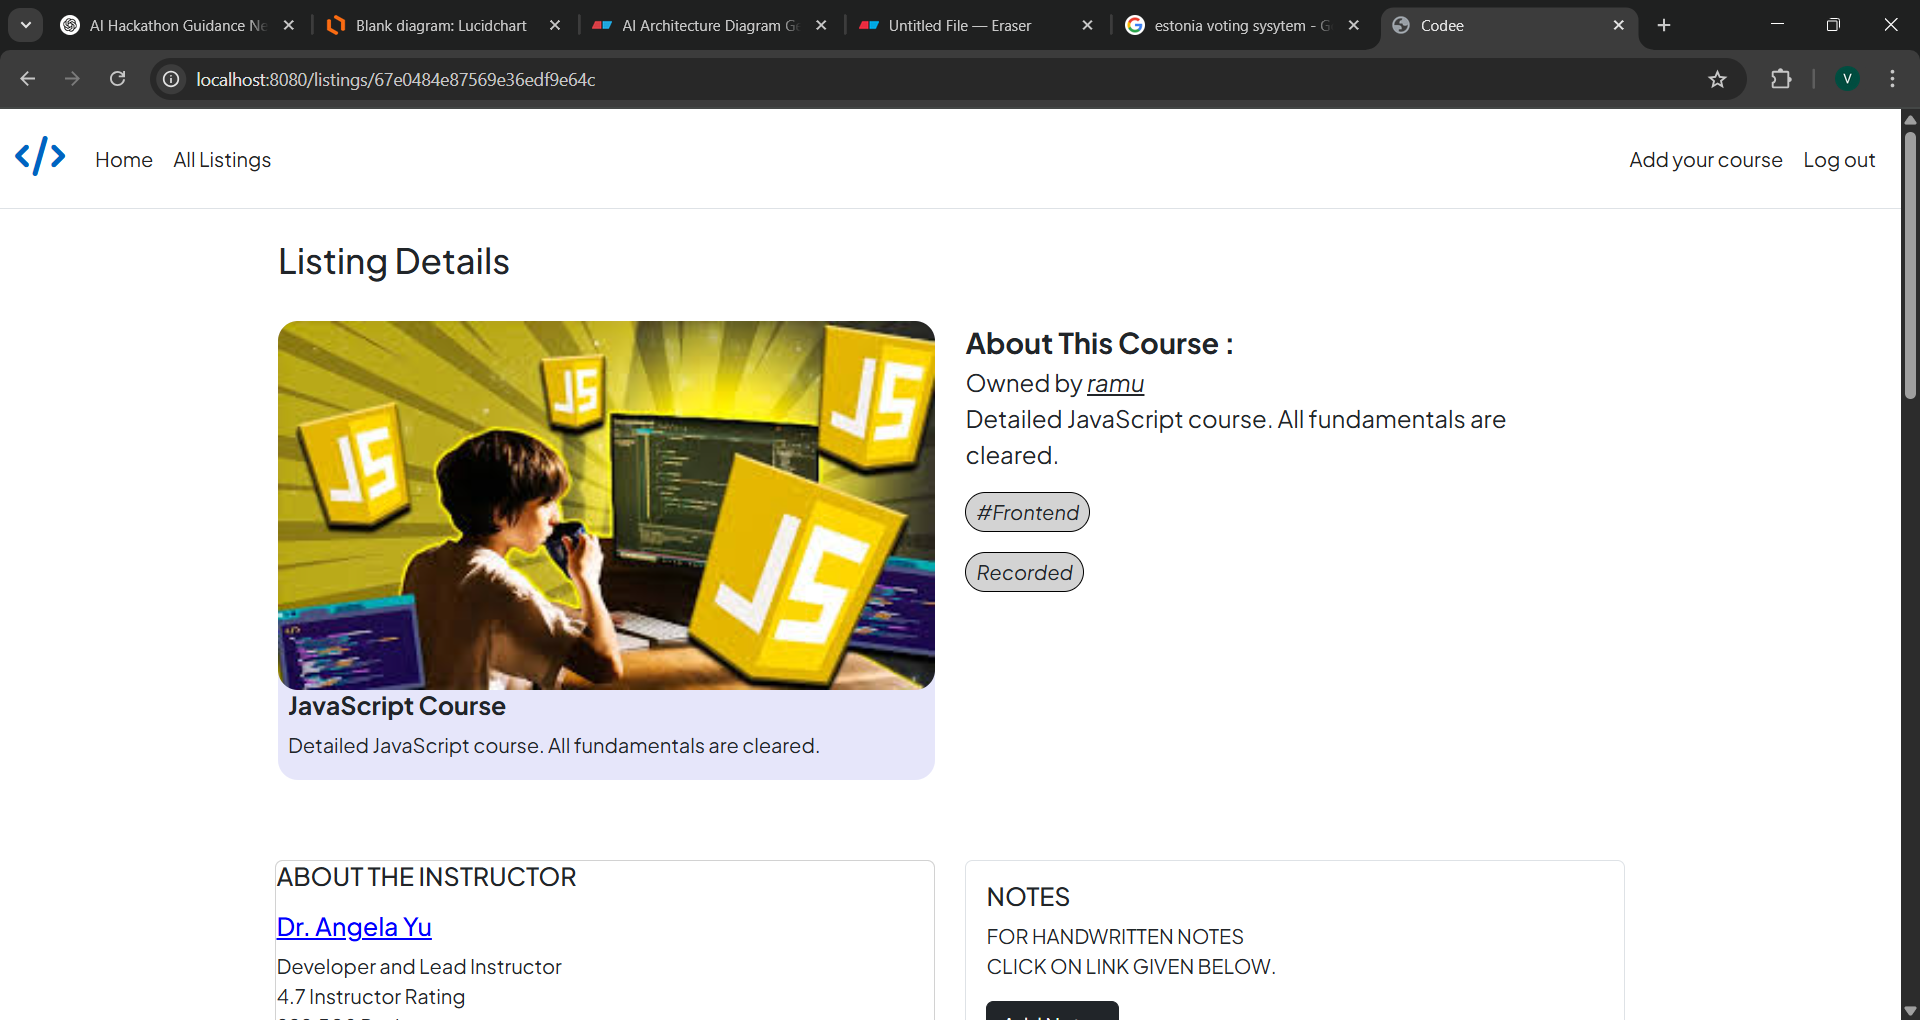 AI Hackathon Guidance Ne
Blank diagram: Lucidchart
AI Architecture Diagram Ge
Untitled File — Eraser
estonia voting sysytem - G
Codee
localhost:8080/listings/67e0484e87569e36edf9e64c
V
</> Home All Listings Add your course Log out
Listing Details
JS
JS
JS
JS
About This Course :
Owned by ramu
Detailed JavaScript course. All fundamentals are
cleared.
#Frontend
Recorded
JavaScript Course
Detailed JavaScript course. All fundamentals are cleared.
ABOUT THE INSTRUCTOR
Dr. Angela Yu
Developer and Lead Instructor
4.7 Instructor Rating
NOTES
FOR HANDWRITTEN NOTES
CLICK ON LINK GIVEN BELOW.